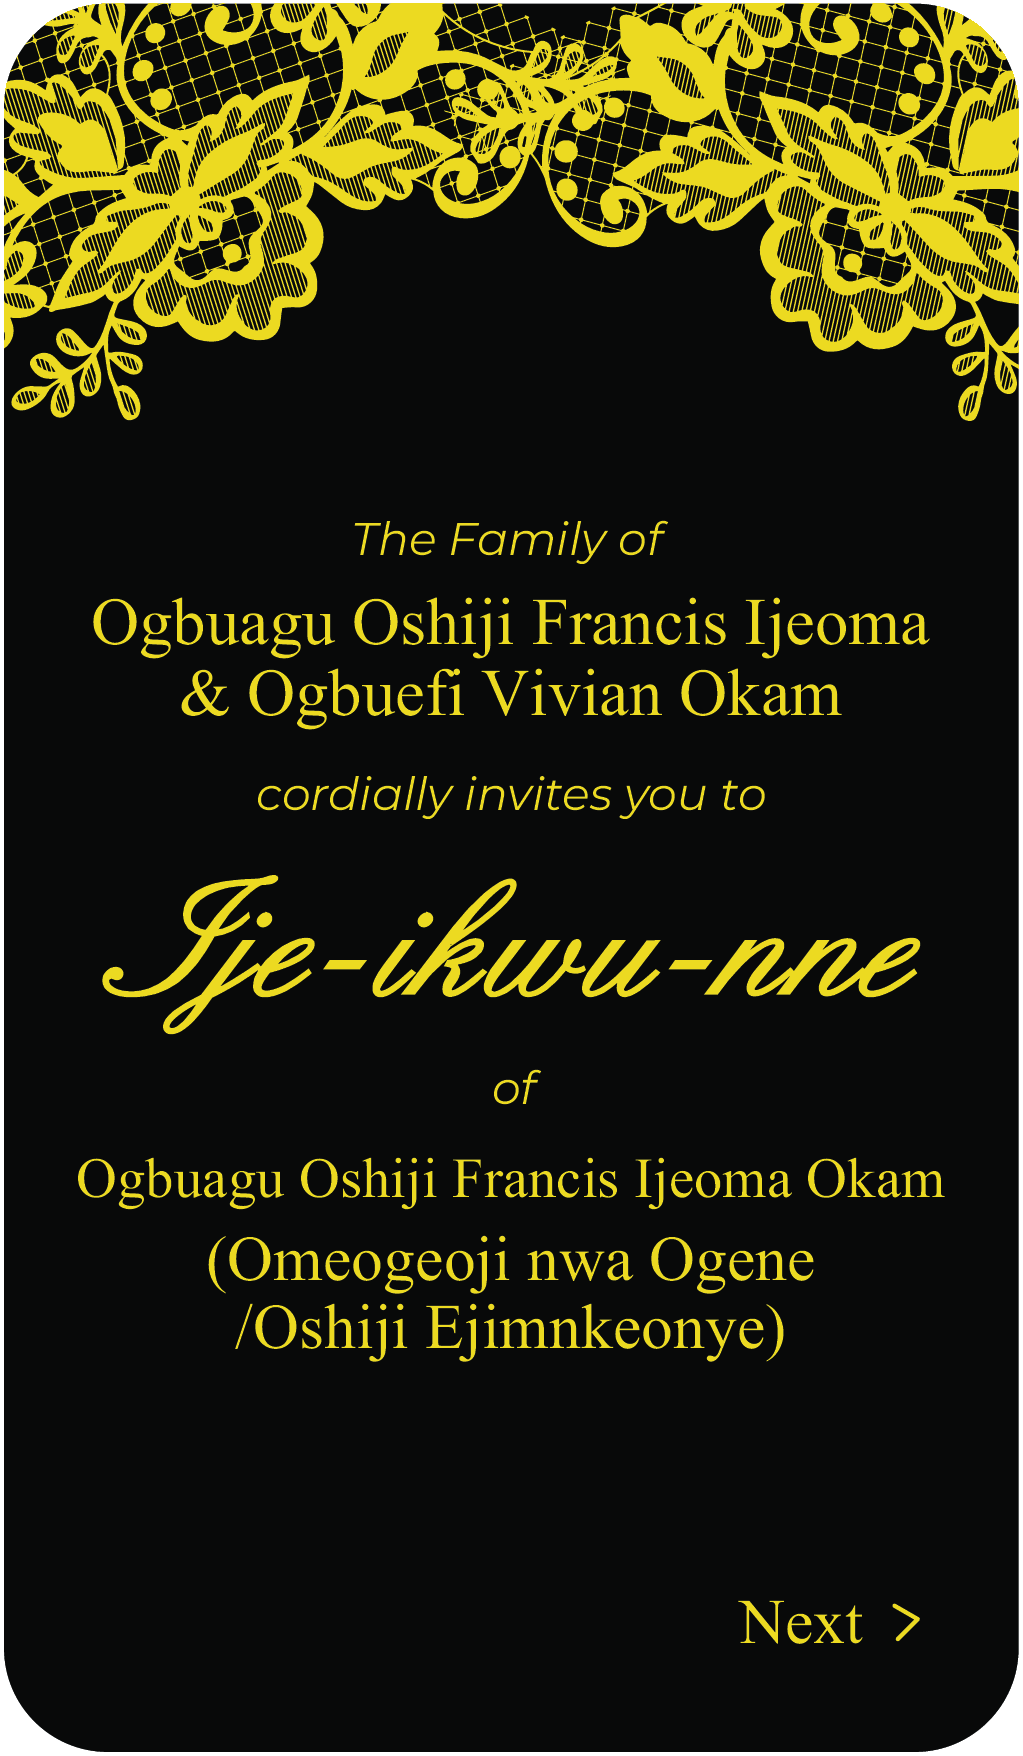 The Family of
Ogbuagu Oshiji Francis Ijeoma
& Ogbuefi Vivian Okam
cordially invites you to
Ije-ikwu-nne
of
Ogbuagu Oshiji Francis Ijeoma Okam
(Omeogeoji nwa Ogene
/Oshiji Ejimnkeonye)
Next >